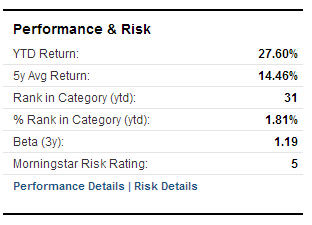 Performance & Risk
YTD Return: 27.60%
5y Avg Return: 14.46%
Rank in Category (ytd): 31
% Rank in Category (ytd): 1.81%
Beta (3y): 1.19
Morningstar Risk Rating: 5
Performance Details | Risk Details